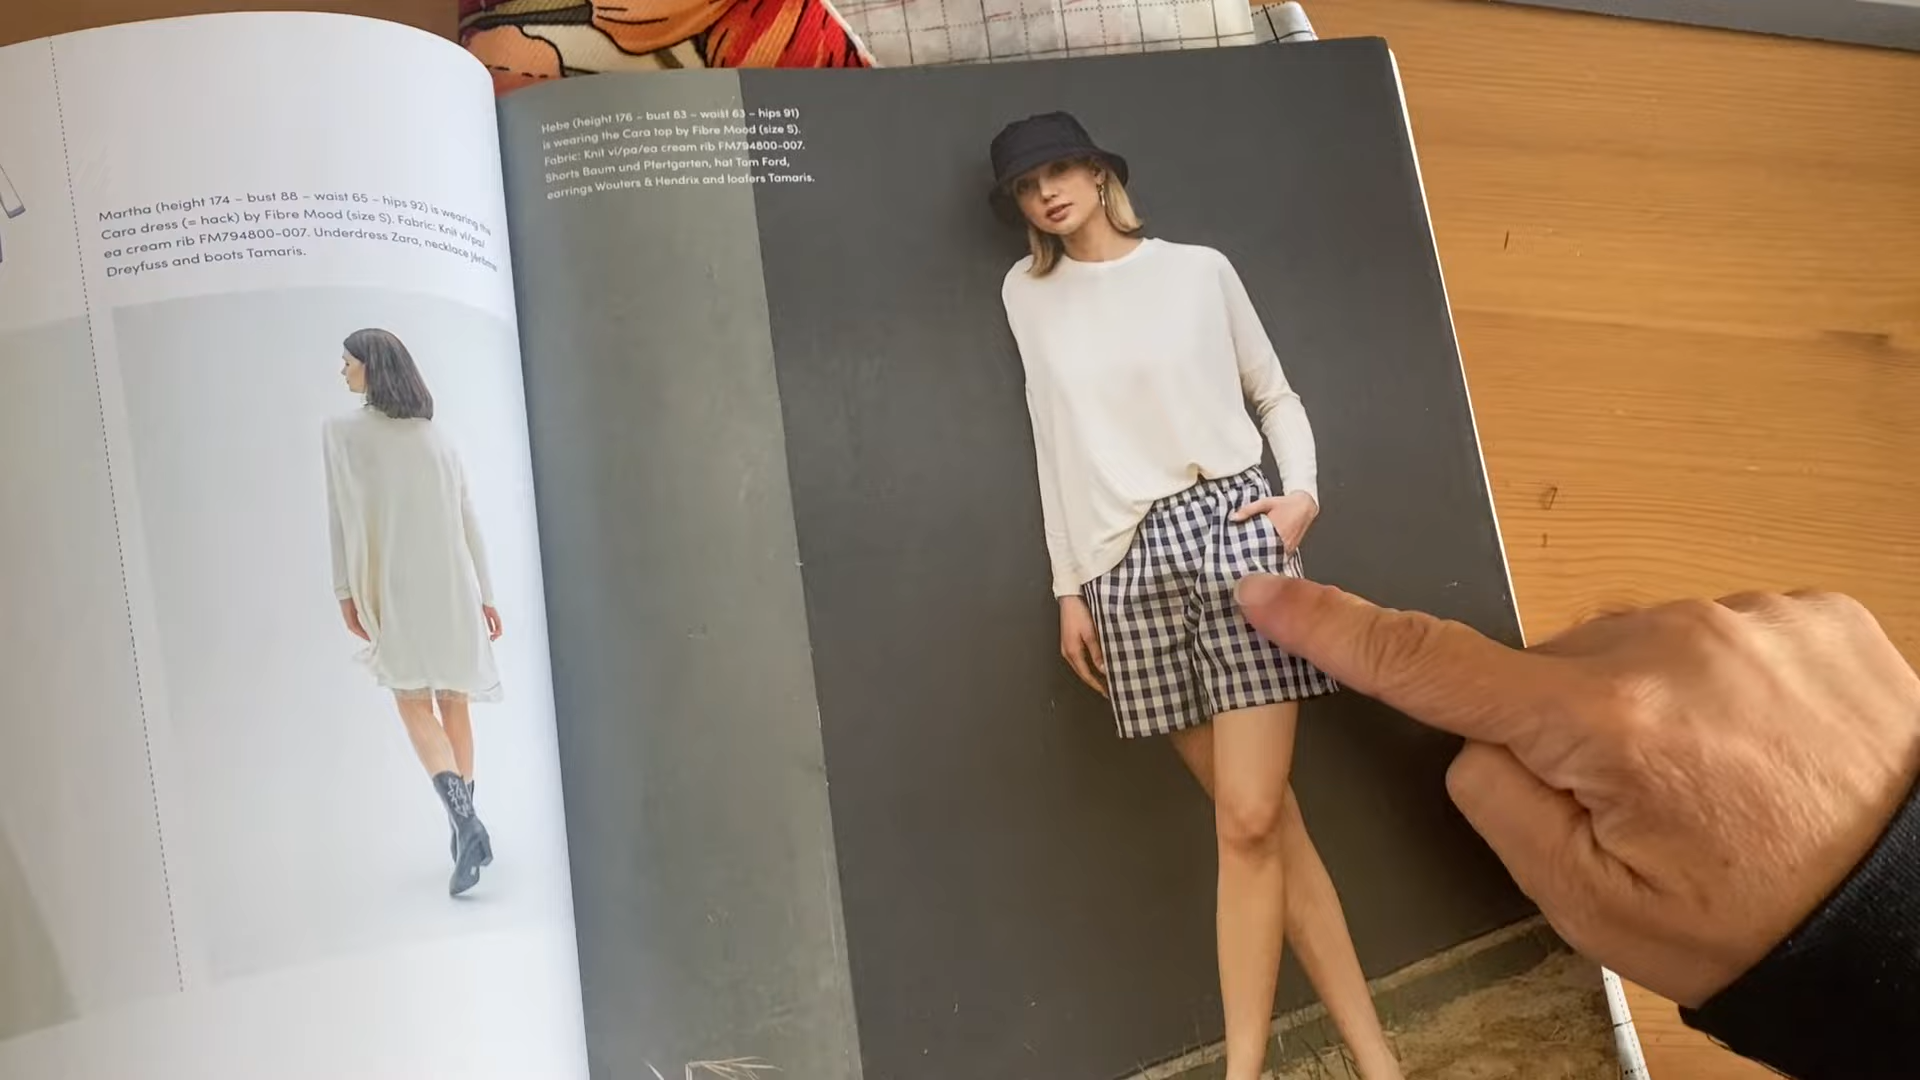 Martha (height 174 – bust 88 – waist 65 – hips 92) is wearing the
Cara dress (= hack) by Fibre Mood (size S). Fabric: Knit vi/pa/
ea cream rib FM794800-007. Underdress Zara, necklace Jérôme
Dreyfuss and boots Tamaris.
Hebe (height 176 – bust 83 – waist 63 – hips 91)
is wearing the Cara top by Fibre Mood (size S).
Fabric: Knit vi/pa/ea cream rib FM794800-007.
Shorts Baum und Pfertgarten, hat Tom Ford,
earrings Wouters & Hendrix and loafers Tamaris.